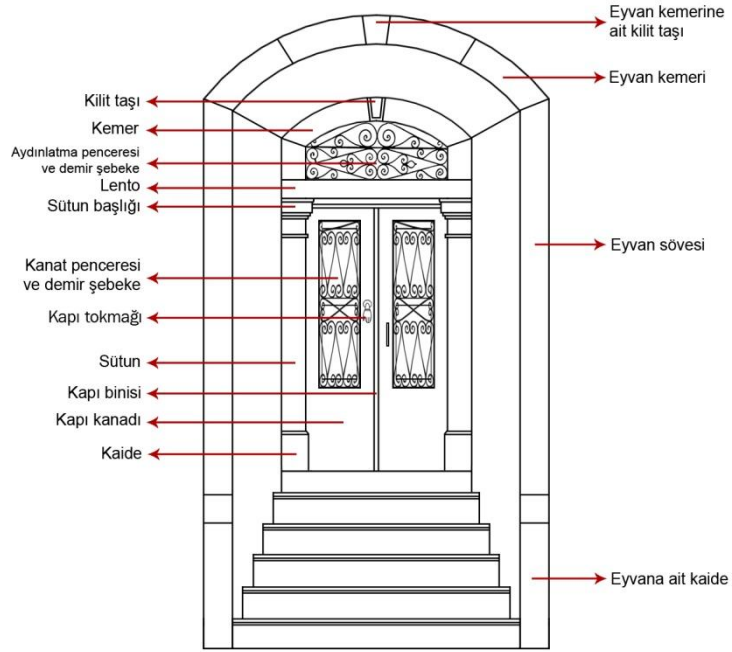 Eyvan kemerine
ait kilit taşı
Eyvan kemeri
Kilit taşı
Kemer
Aydınlatma penceresi
ve demir şebeke
Lento
Sütun başlığı
Eyvan sövesi
Kanat penceresi
ve demir şebeke
Kapı tokmağı
Sütun
Kapı binisi
Kapı kanadı
Kaide
Eyvana ait kaide